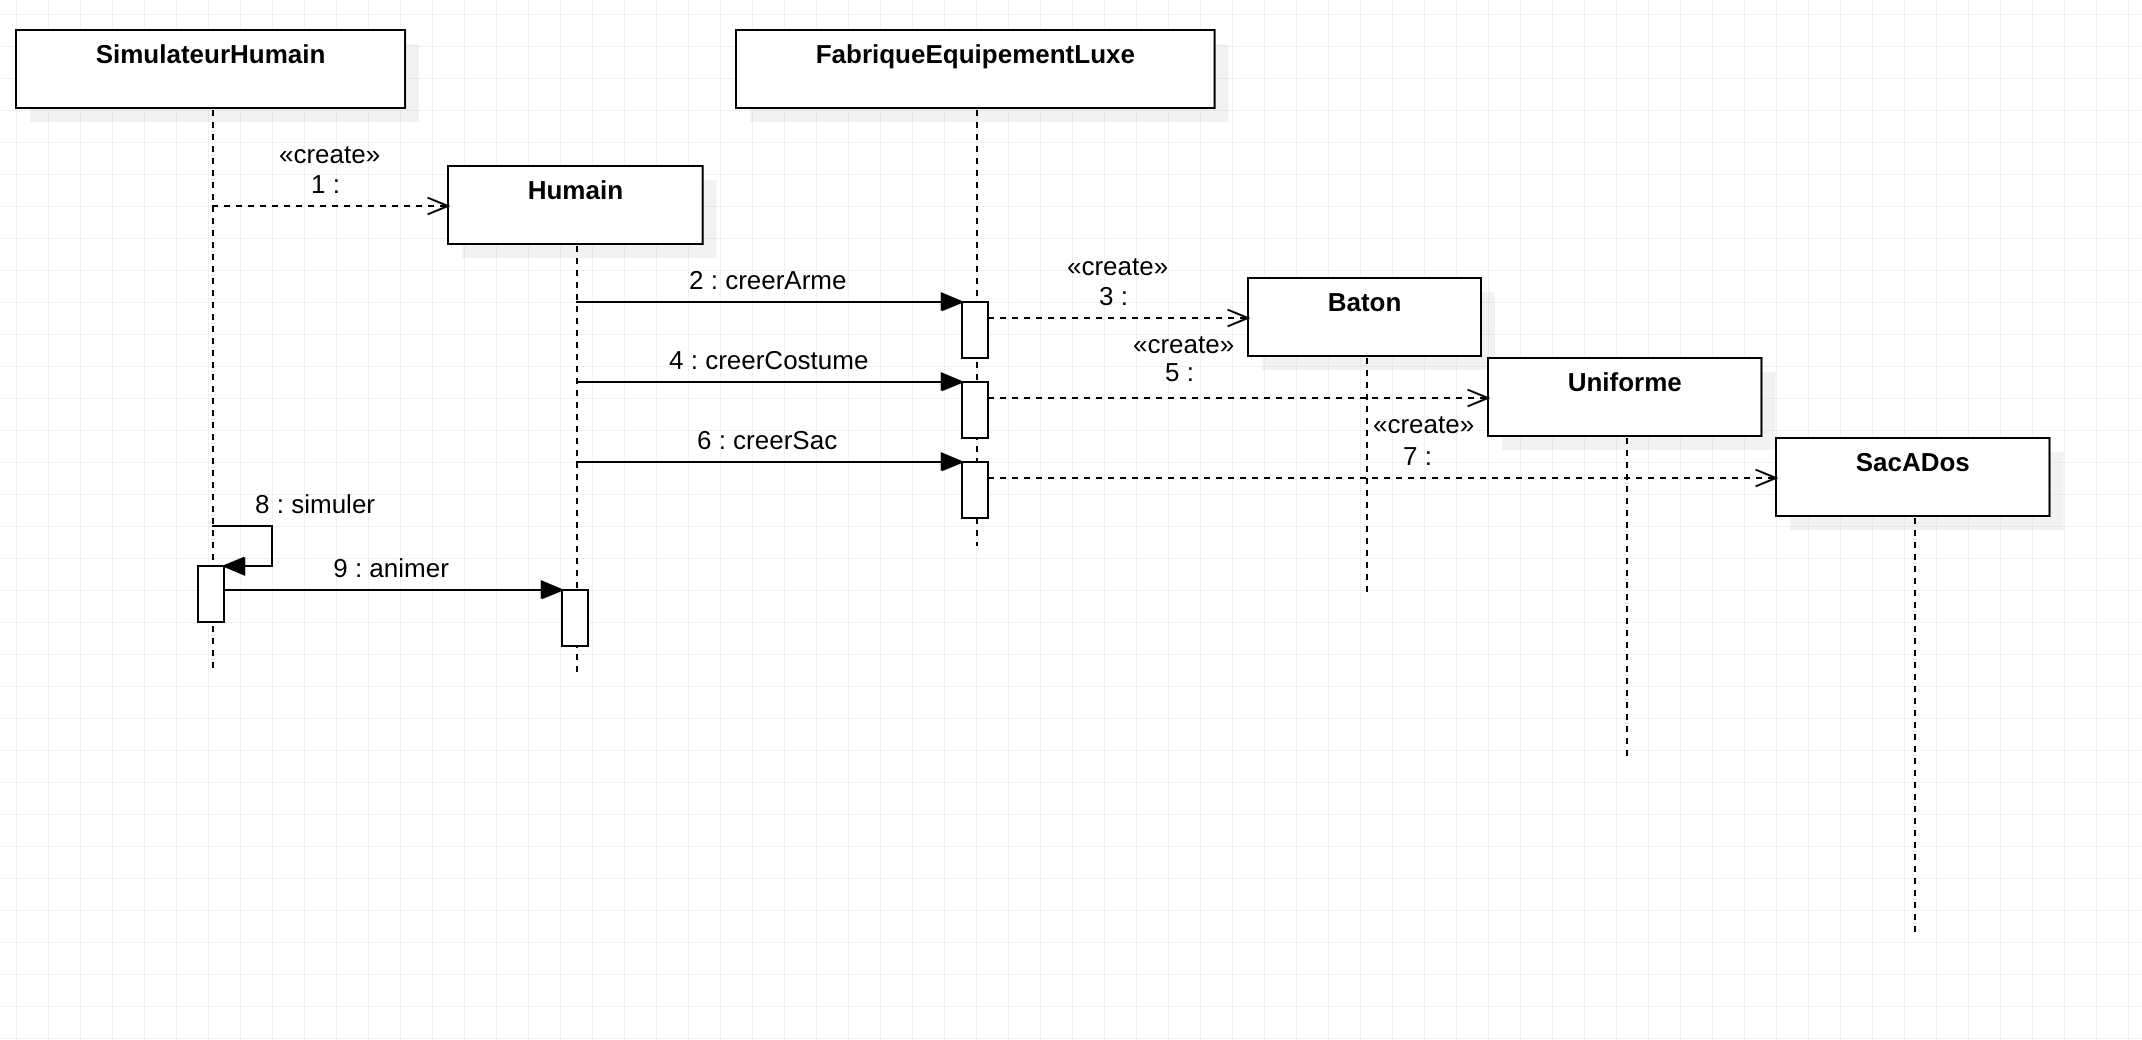 SimulateurHumain
FabriqueEquipementLuxe
«create»
1 :
Humain
2 : creerArme
«create»
3 :
Baton
4 : creerCostume
«create»
5 :
Uniforme
6 : creerSac
«create»
7 :
SacADos
8 : simuler
9 : animer